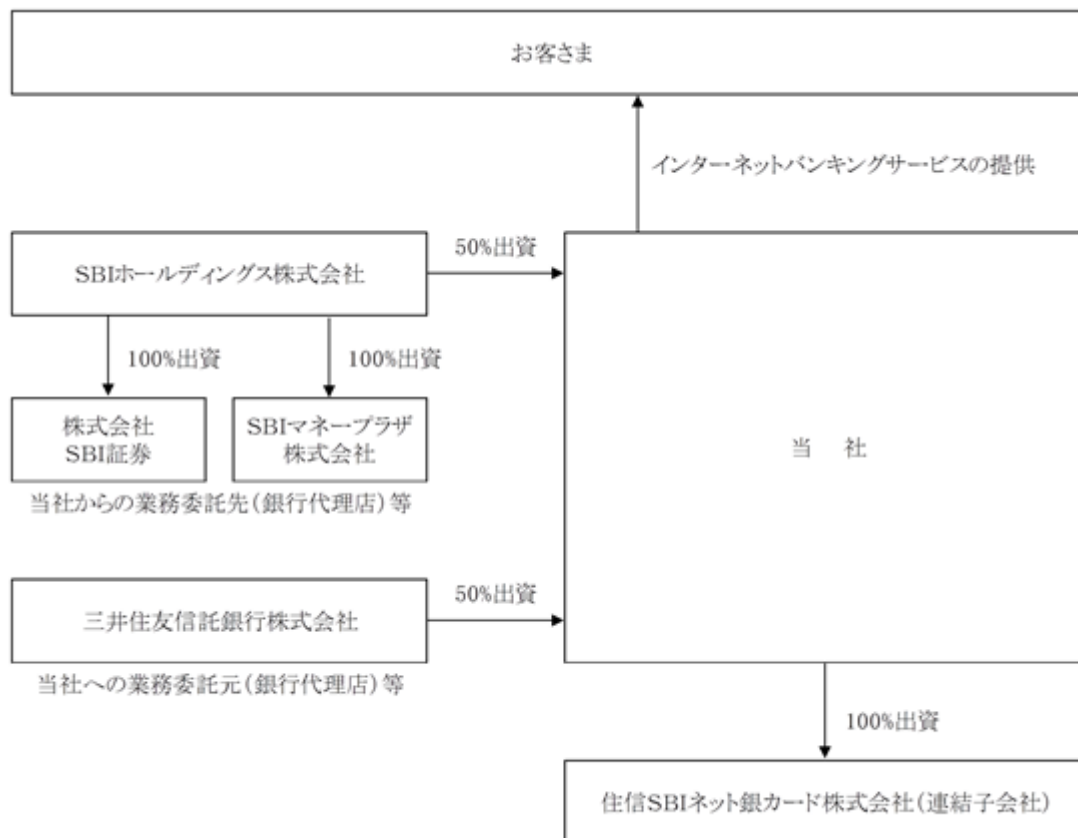 お客さま
インターネットバンキングサービスの提供
50%出資
SBIホールディングス株式会社
100%出資
100%出資
株式会社
SBI証券
SBIマネープラザ
株式会社
当社からの業務委託先(銀行代理店)等
当　社
50%出資
三井住友信託銀行株式会社
当社への業務委託元(銀行代理店)等
100%出資
住信SBIネット銀カード株式会社(連結子会社)